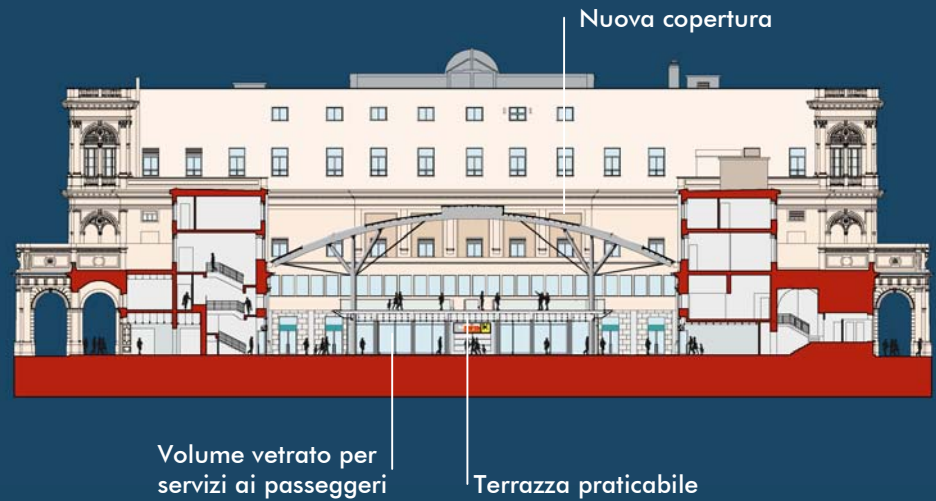 Nuova copertura
Volume vetrato per
servizi ai passeggeri
Terrazza praticabile